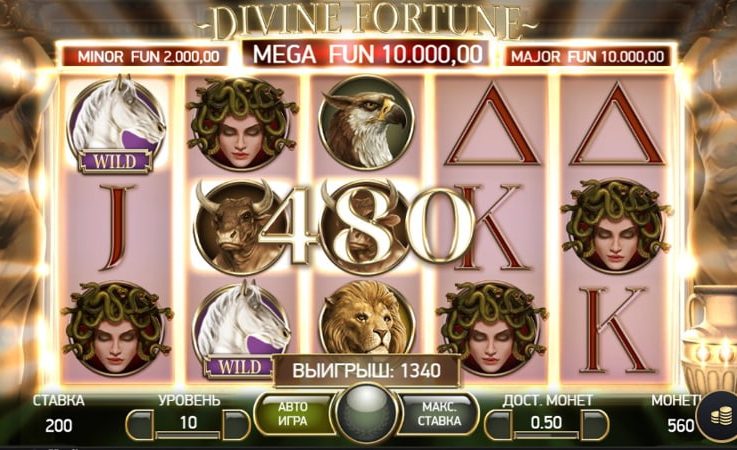 ~DIVINE FORTUNE~
MINOR FUN 2.000,00
MEGA FUN 10.000,00
MAJOR FUN 10.000,00
WILD
A A
J 480 K
WILD K
ВЫИГРЫШ: 1340
СТАВКА УРОВЕНЬ АВТО ИГРА МАКС. СТАВКА ДОСТ. МОНЕТ МОНЕТЫ
200 10 0.50 560